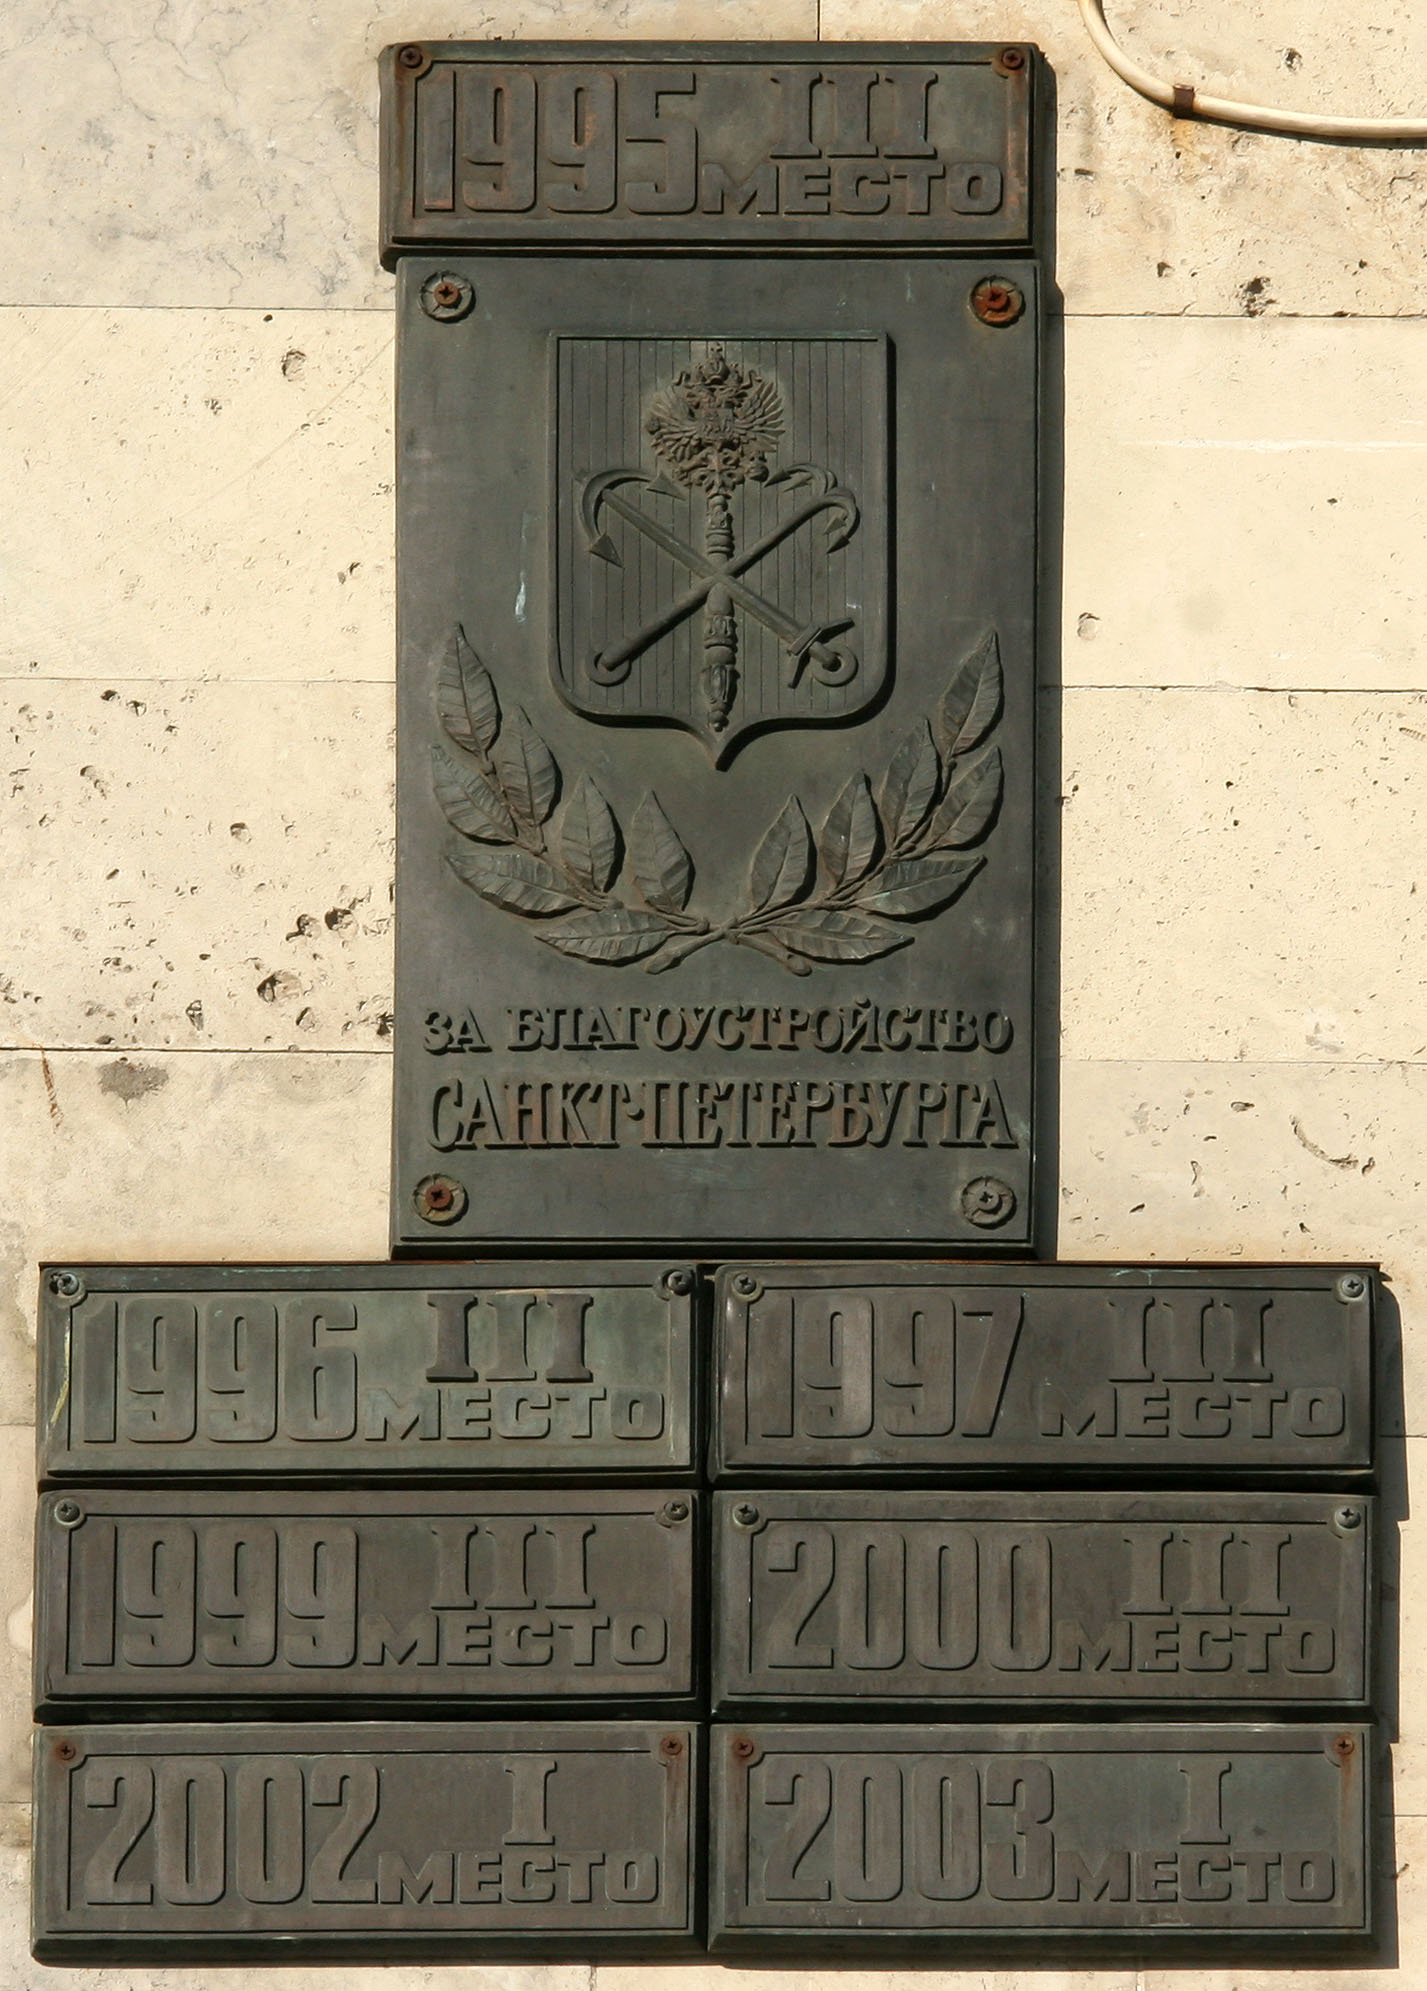 1995 III
МЕСТО
ЗА БЛАГОУСТРОЙСТВО
САНКТ-ПЕТЕРБУРГА
1996 III
МЕСТО
1997 III
МЕСТО
1999 III
МЕСТО
2000 III
МЕСТО
2002 I
МЕСТО
2003 I
МЕСТО